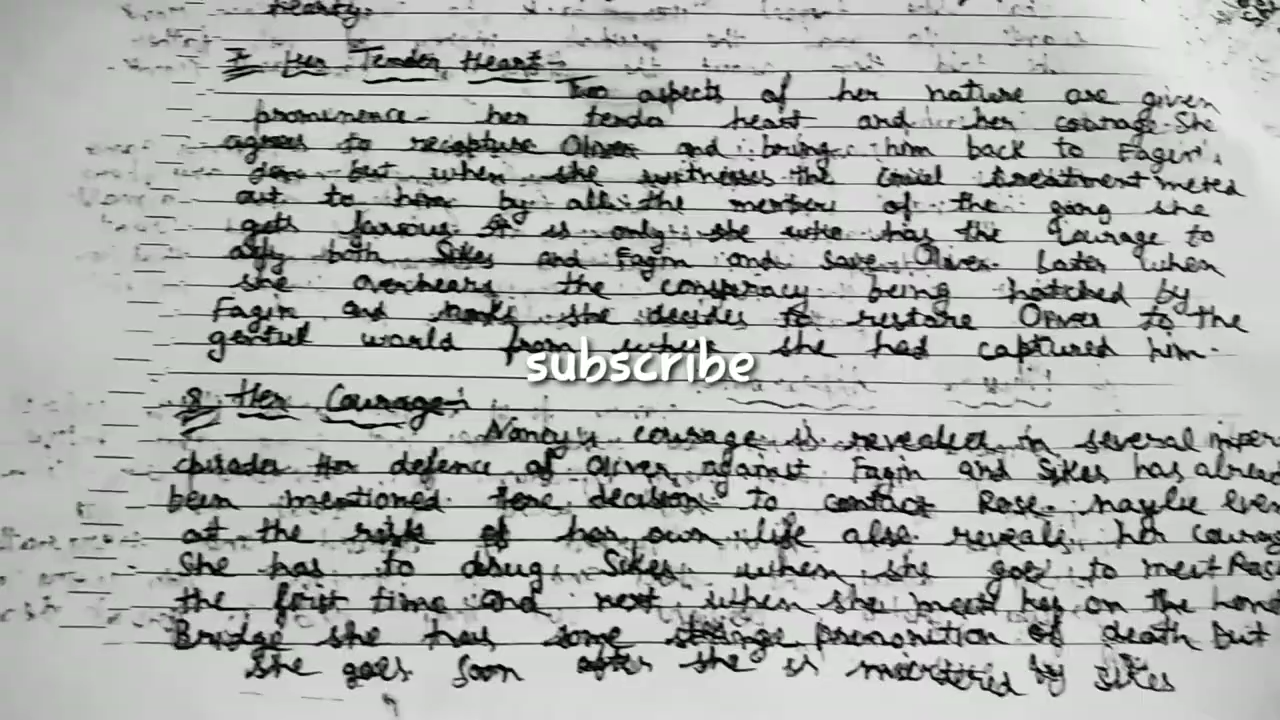 hearty.
7 Her Tender Heart:-
Two aspects of her nature are given
prominence- her tender heart and her courage. She
agrees to recapture Oliver and bring him back to Fagin's
den but when she witnesses the cruel treatment meted
out to him by all the members of the gang she
gets furious. It is only she who has the courage to
defy both Sikes and Fagin and save Oliver. Later when
she overhears the conspiracy being hatched by
Fagin and Monks she decides to restore Oliver to the
genteel world from which she had captured him.
subscribe
8 Her Courage:-
Nancy's courage is revealed in several
episodes Her defence of Oliver against Fagin and Sikes has
been mentioned. decision to contact Rose maylie even
at the risk of her own life also reveals her
She has to drug Sikes when she goes to meet
the first time and next when she meets her on the
Bridge she has some strange premonition of death But
She goes soon after she is by Sikes